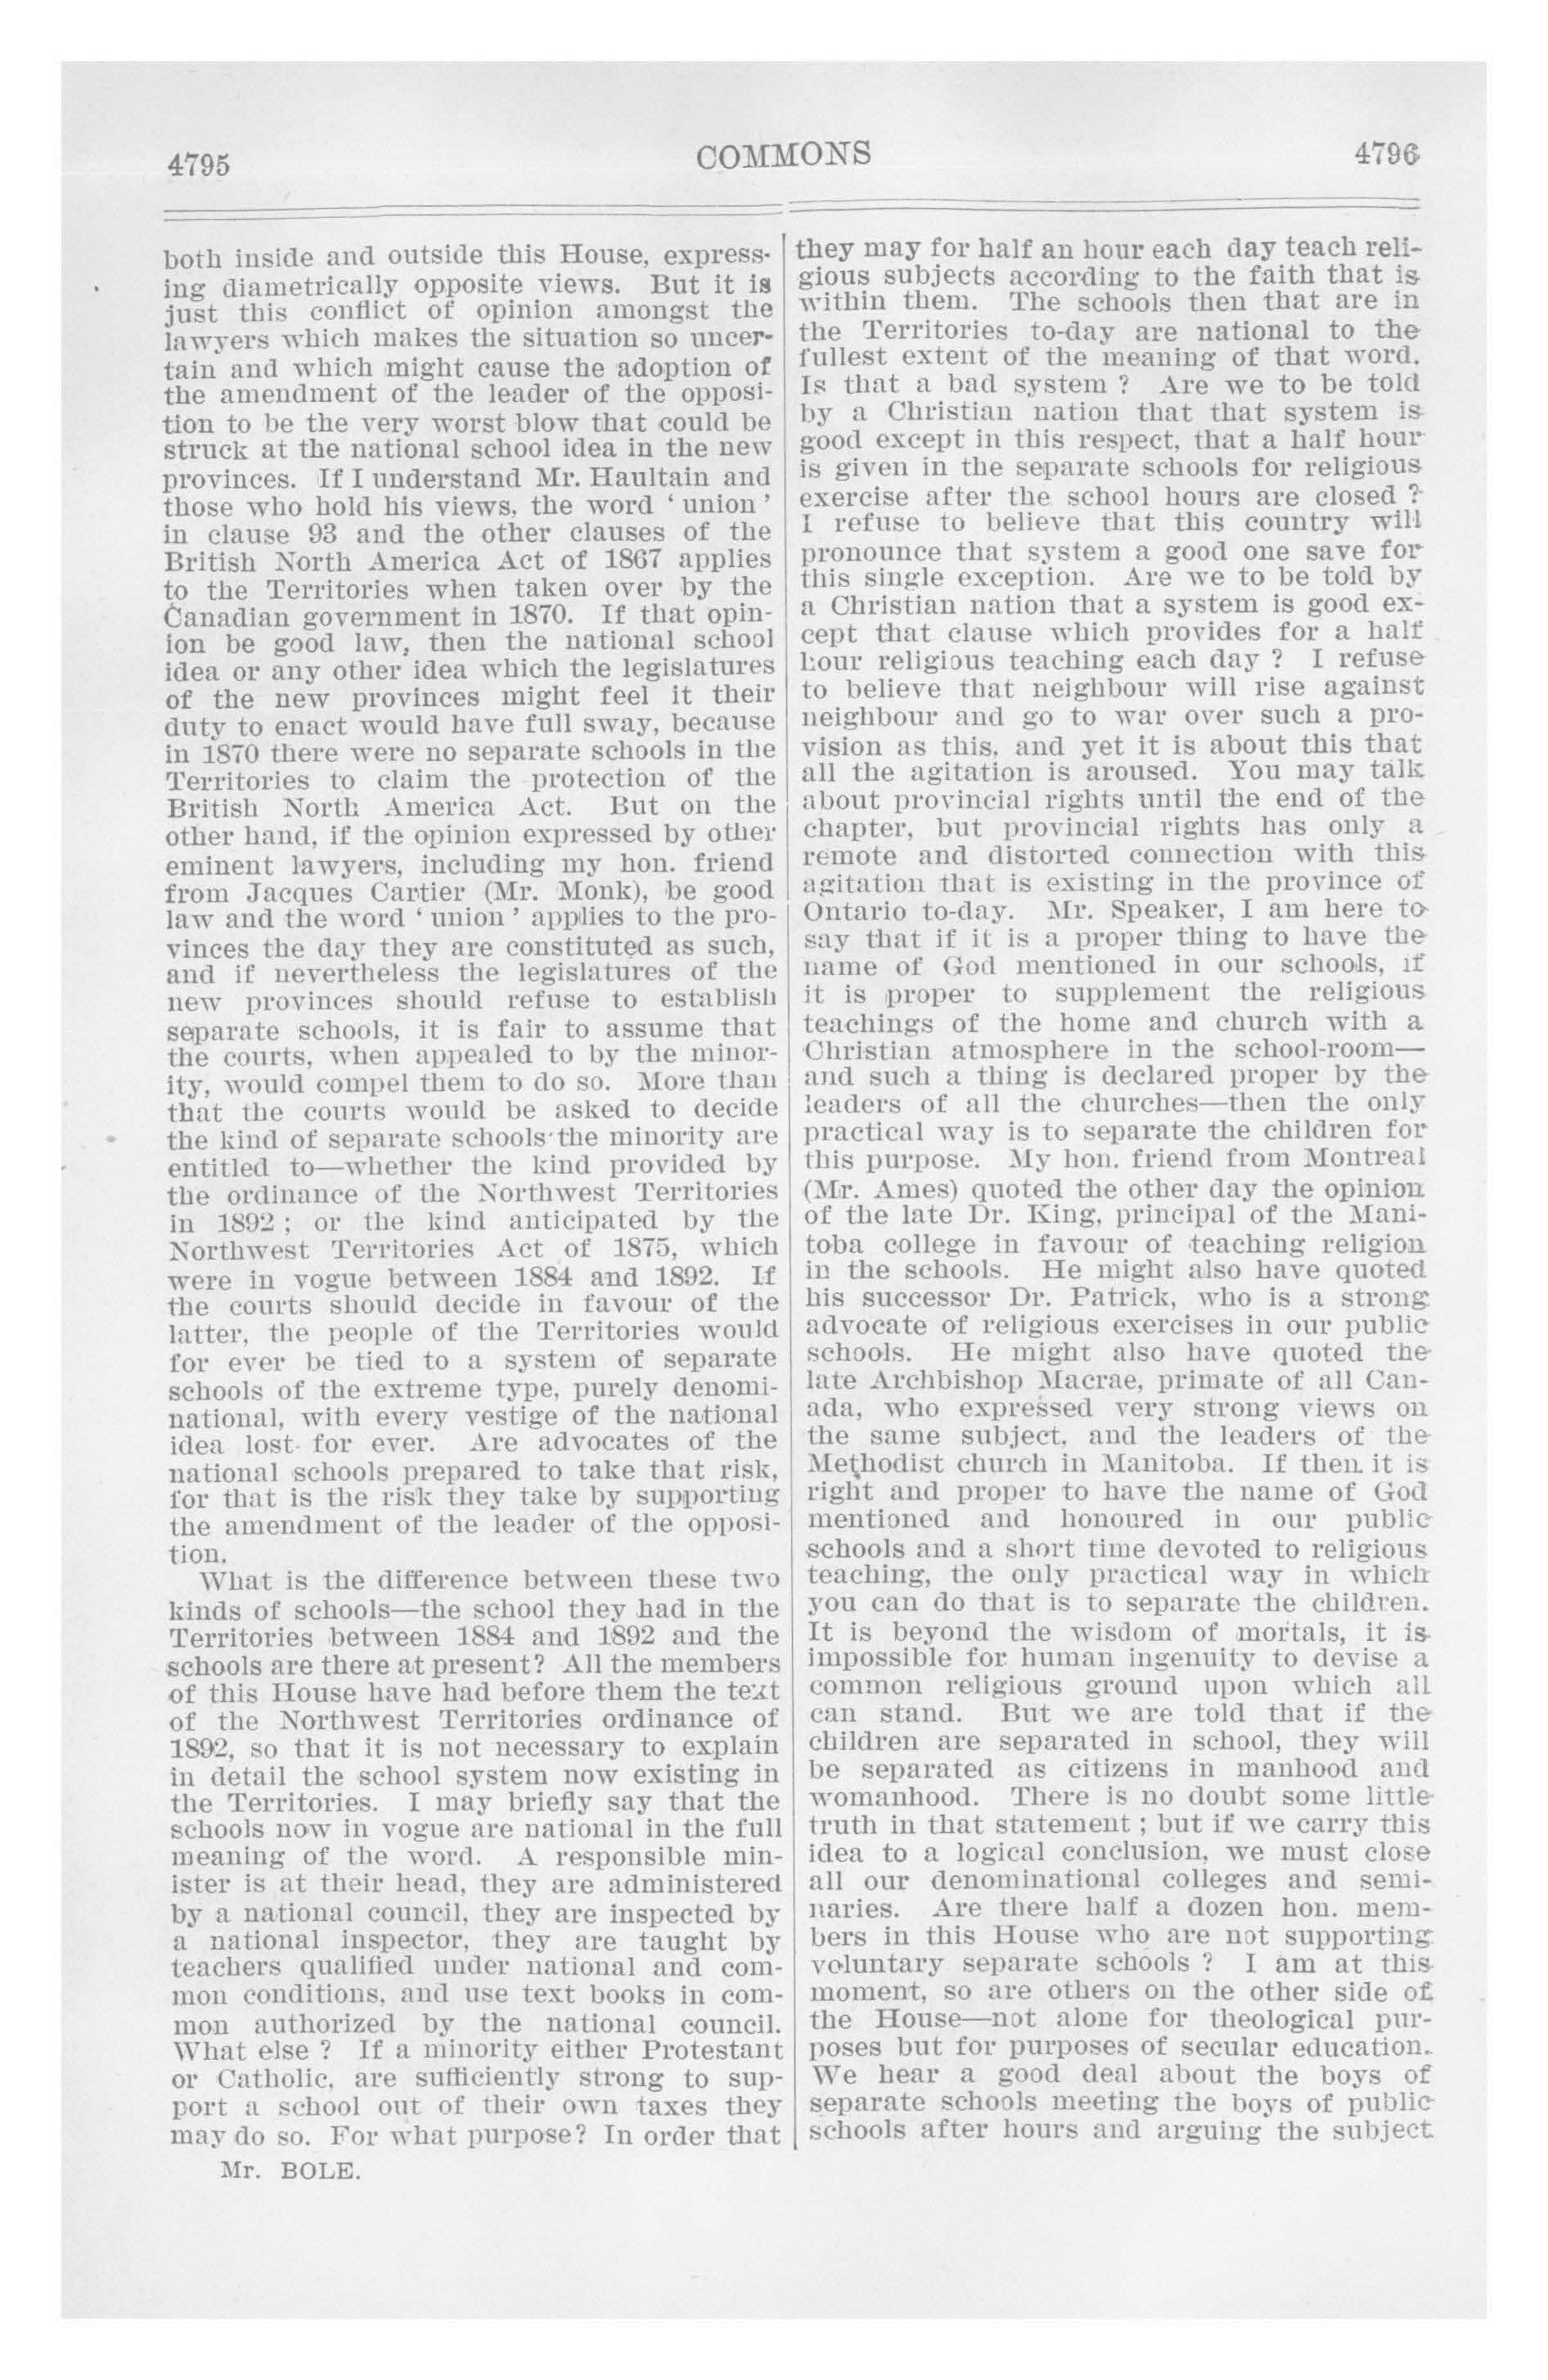 4795
COMMONS
4796
both inside and outside this House, express-
ing diametrically opposite views. But it is
just this conflict of opinion amongst the
lawyers which makes the situation so uncer-
tain and which might cause the adoption of
the amendment of the leader of the opposi-
tion to be the very worst blow that could be
struck at the national school idea in the new
provinces. If I understand Mr. Haultain and
those who hold his views, the word ‘ union ’
in clause 93 and the other clauses of the
British North America Act of 1867 applies
to the Territories when taken over by the
Canadian government in 1870. If that opin-
ion be good law, then the national school
idea or any other idea which the legislatures
of the new provinces might feel it their
duty to enact would have full sway, because
in 1870 there were no separate schools in the
Territories to claim the protection of the
British North America Act. But on the
other hand, if the opinion expressed by other
eminent lawyers, including my hon. friend
from Jacques Cartier (Mr. Monk), be good
law and the word ‘ union ’ applies to the pro-
vinces the day they are constituted as such,
and if nevertheless the legislatures of the
new provinces should refuse to establish
separate schools, it is fair to assume that
the courts, when appealed to by the minor-
ity, would compel them to do so. More than
that the courts would be asked to decide
the kind of separate schools the minority are
entitled to—whether the kind provided by
the ordinance of the Northwest Territories
in 1892 ; or the kind anticipated by the
Northwest Territories Act of 1875, which
were in vogue between 1884 and 1892. If
the courts should decide in favour of the
latter, the people of the Territories would
for ever be tied to a system of separate
schools of the extreme type, purely denomi-
national, with every vestige of the national
idea lost for ever. Are advocates of the
national schools prepared to take that risk,
for that is the risk they take by supporting
the amendment of the leader of the opposi-
tion.
What is the difference between these two
kinds of schools—the school they had in the
Territories between 1884 and 1892 and the
schools are there at present? All the members
of this House have had before them the text
of the Northwest Territories ordinance of
1892, so that it is not necessary to explain
in detail the school system now existing in
the Territories. I may briefly say that the
schools now in vogue are national in the full
meaning of the word. A responsible min-
ister is at their head, they are administered
by a national council, they are inspected by
a national inspector, they are taught by
teachers qualified under national and com-
mon conditions, and use text books in com-
mon authorized by the national council.
What else ? If a minority either Protestant
or Catholic, are sufficiently strong to sup-
port a school out of their own taxes they
may do so. For what purpose? In order that
Mr. BOLE.
they may for half an hour each day teach reli-
gious subjects according to the faith that is
within them. The schools then that are in
the Territories to-day are national to the
fullest extent of the meaning of that word.
Is that a bad system ? Are we to be told
by a Christian nation that that system is
good except in this respect, that a half hour
is given in the separate schools for religious
exercise after the school hours are closed ?
I refuse to believe that this country will
pronounce that system a good one save for
this single exception. Are we to be told by
a Christian nation that a system is good ex-
cept that clause which provides for a half
hour religious teaching each day ? I refuse
to believe that neighbour will rise against
neighbour and go to war over such a pro-
vision as this, and yet it is about this that
all the agitation is aroused. You may talk
about provincial rights until the end of the
chapter, but provincial rights has only a
remote and distorted connection with this
agitation that is existing in the province of
Ontario to-day. Mr. Speaker, I am here to
say that if it is a proper thing to have the
name of God mentioned in our schools, if
it is proper to supplement the religious
teachings of the home and church with a
Christian atmosphere in the school-room—
and such a thing is declared proper by the
leaders of all the churches—then the only
practical way is to separate the children for
this purpose. My hon. friend from Montreal
(Mr. Ames) quoted the other day the opinion
of the late Dr. King, principal of the Mani-
toba college in favour of teaching religion
in the schools. He might also have quoted
his successor Dr. Patrick, who is a strong
advocate of religious exercises in our public
schools. He might also have quoted the
late Archbishop Macrae, primate of all Can-
ada, who expressed very strong views on
the same subject, and the leaders of the
Methodist church in Manitoba. If then it is
right and proper to have the name of God
mentioned and honoured in our public
schools and a short time devoted to religious
teaching, the only practical way in which
you can do that is to separate the children.
It is beyond the wisdom of mortals, it is
impossible for human ingenuity to devise a
common religious ground upon which all
can stand. But we are told that if the
children are separated in school, they will
be separated as citizens in manhood and
womanhood. There is no doubt some little
truth in that statement ; but if we carry this
idea to a logical conclusion, we must close
all our denominational colleges and semi-
naries. Are there half a dozen hon. mem-
bers in this House who are not supporting
voluntary separate schools ? I am at this
moment, so are others on the other side of
the House—not alone for theological pur-
poses but for purposes of secular education.
We hear a good deal about the boys of
separate schools meeting the boys of public
schools after hours and arguing the subject